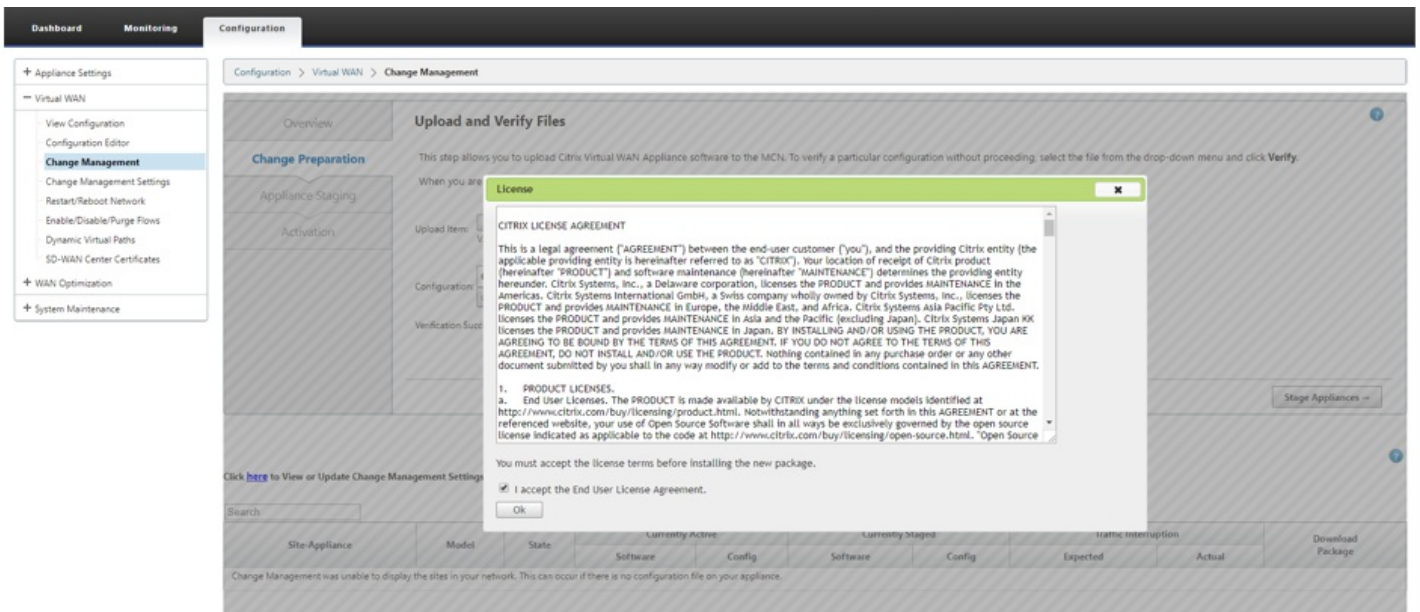 Dashboard Monitoring Configuration
+ Appliance Settings
− Virtual WAN
View Configuration
Configuration Editor
Change Management
Change Management Settings
Restart/Reboot Network
Enable/Disable/Purge Flows
Dynamic Virtual Paths
SD-WAN Center Certificates
+ WAN Optimization
+ System Maintenance
Configuration > Virtual WAN > Change Management
Overview
Change Preparation
Appliance Staging
Activation
Upload and Verify Files
?
This step allows you to upload Citrix Virtual WAN Appliance software to the MCN. To verify a particular configuration without proceeding, select the file from the drop-down menu and click Verify.
When you are
Upload Item:
Configuration:
Verification Succ
License
CITRIX LICENSE AGREEMENT
This is a legal agreement ("AGREEMENT") between the end-user customer ("you"), and the providing Citrix entity (the
applicable providing entity is hereinafter referred to as "CITRIX"). Your location of receipt of Citrix product
(hereinafter "PRODUCT") and software maintenance (hereinafter "MAINTENANCE") determines the providing entity
hereunder. Citrix Systems, Inc., a Delaware corporation, licenses the PRODUCT and provides MAINTENANCE in the
Americas. Citrix Systems International GmbH, a Swiss company wholly owned by Citrix Systems, Inc., licenses the
PRODUCT and provides MAINTENANCE in Europe, the Middle East, and Africa. Citrix Systems Asia Pacific Pty Ltd.
licenses the PRODUCT and provides MAINTENANCE in Asia and the Pacific (excluding Japan). Citrix Systems Japan KK
licenses the PRODUCT and provides MAINTENANCE in Japan. BY INSTALLING AND/OR USING THE PRODUCT, YOU ARE
AGREEING TO BE BOUND BY THE TERMS OF THIS AGREEMENT. IF YOU DO NOT AGREE TO THE TERMS OF THIS
AGREEMENT, DO NOT INSTALL AND/OR USE THE PRODUCT. Nothing contained in any purchase order or any other
document submitted by you shall in any way modify or add to the terms and conditions contained in this AGREEMENT.
1. PRODUCT LICENSES.
a. End User Licenses. The PRODUCT is made available by CITRIX under the license models identified at
http://www.citrix.com/buy/licensing/product.html. Notwithstanding anything set forth in this AGREEMENT or at the
referenced website, your use of Open Source Software shall in all ways be exclusively governed by the open source
license indicated as applicable to the code at http://www.citrix.com/buy/licensing/open-source.html. "Open Source
You must accept the license terms before installing the new package.
I accept the End User License Agreement.
Ok
Stage Appliances →
?
Click here to View or Update Change Management Settings
Search
Site-Appliance Model State Currently Active Currently Staged Traffic Interruption Download Package
Software Config Software Config Expected Actual
Change Management was unable to display the sites in your network. This can occur if there is no configuration file on your appliance.